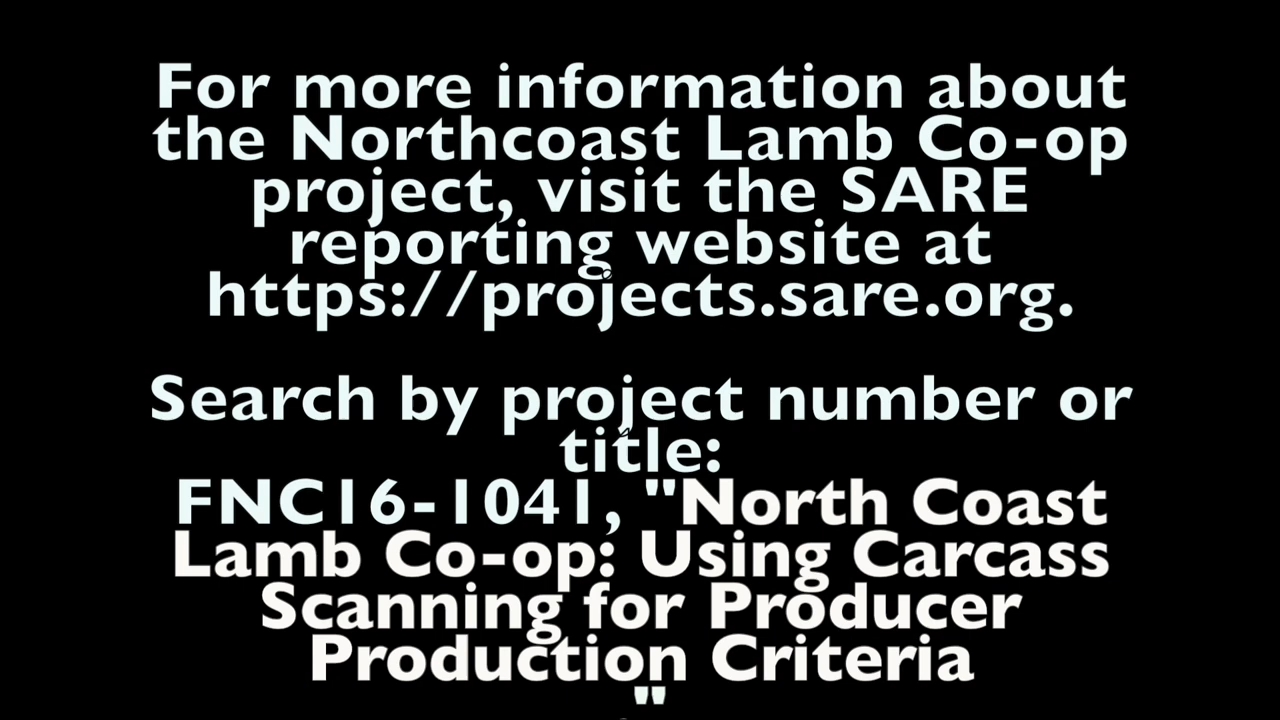 For more information about
the Northcoast Lamb Co-op
project, visit the SARE
reporting website at
https://projects.sare.org.
Search by project number or
title:
FNC16-1041, "North Coast
Lamb Co-op: Using Carcass
Scanning for Producer
Production Criteria
"